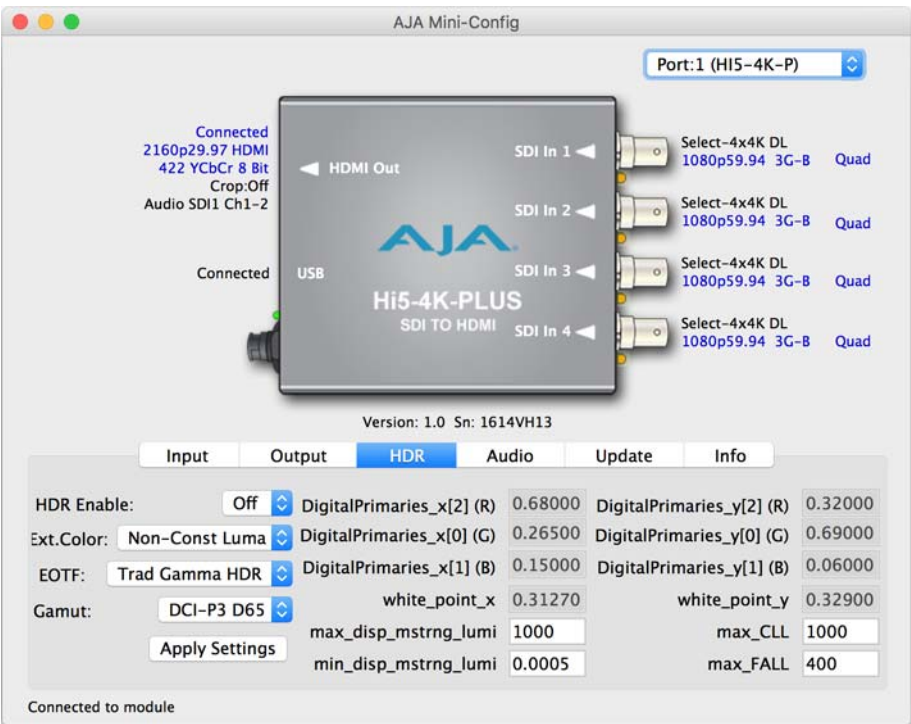 AJA Mini-Config
Port:1 (HI5-4K-P)
Connected
2160p29.97 HDMI
422 YCbCr 8 Bit
Crop:Off
Audio SDI1 Ch1-2
Connected
HDMI Out
USB
AJA
Hi5-4K-PLUS
SDI TO HDMI
SDI In 1
SDI In 2
SDI In 3
SDI In 4
Select-4x4K DL
1080p59.94 3G-B Quad
Select-4x4K DL
1080p59.94 3G-B Quad
Select-4x4K DL
1080p59.94 3G-B Quad
Select-4x4K DL
1080p59.94 3G-B Quad
Version: 1.0 Sn: 1614VH13
Input Output HDR Audio Update Info
HDR Enable: Off DigitalPrimaries_x[2] (R) 0.68000 DigitalPrimaries_y[2] (R) 0.32000
Ext.Color: Non-Const Luma DigitalPrimaries_x[0] (G) 0.26500 DigitalPrimaries_y[0] (G) 0.69000
EOTF: Trad Gamma HDR DigitalPrimaries_x[1] (B) 0.15000 DigitalPrimaries_y[1] (B) 0.06000
Gamut: DCI-P3 D65 white_point_x 0.31270 white_point_y 0.32900
Apply Settings max_disp_mstrng_lumi 1000 max_CLL 1000
min_disp_mstrng_lumi 0.0005 max_FALL 400
Connected to module